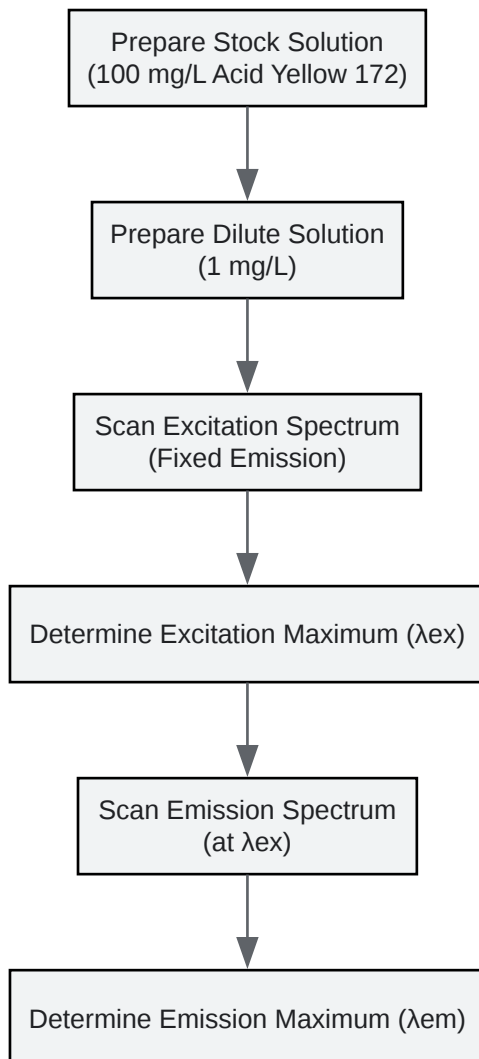 Prepare Stock Solution
(100 mg/L Acid Yellow 172)
Prepare Dilute Solution
(1 mg/L)
Scan Excitation Spectrum
(Fixed Emission)
Determine Excitation Maximum (λex)
Scan Emission Spectrum
(at λex)
Determine Emission Maximum (λem)